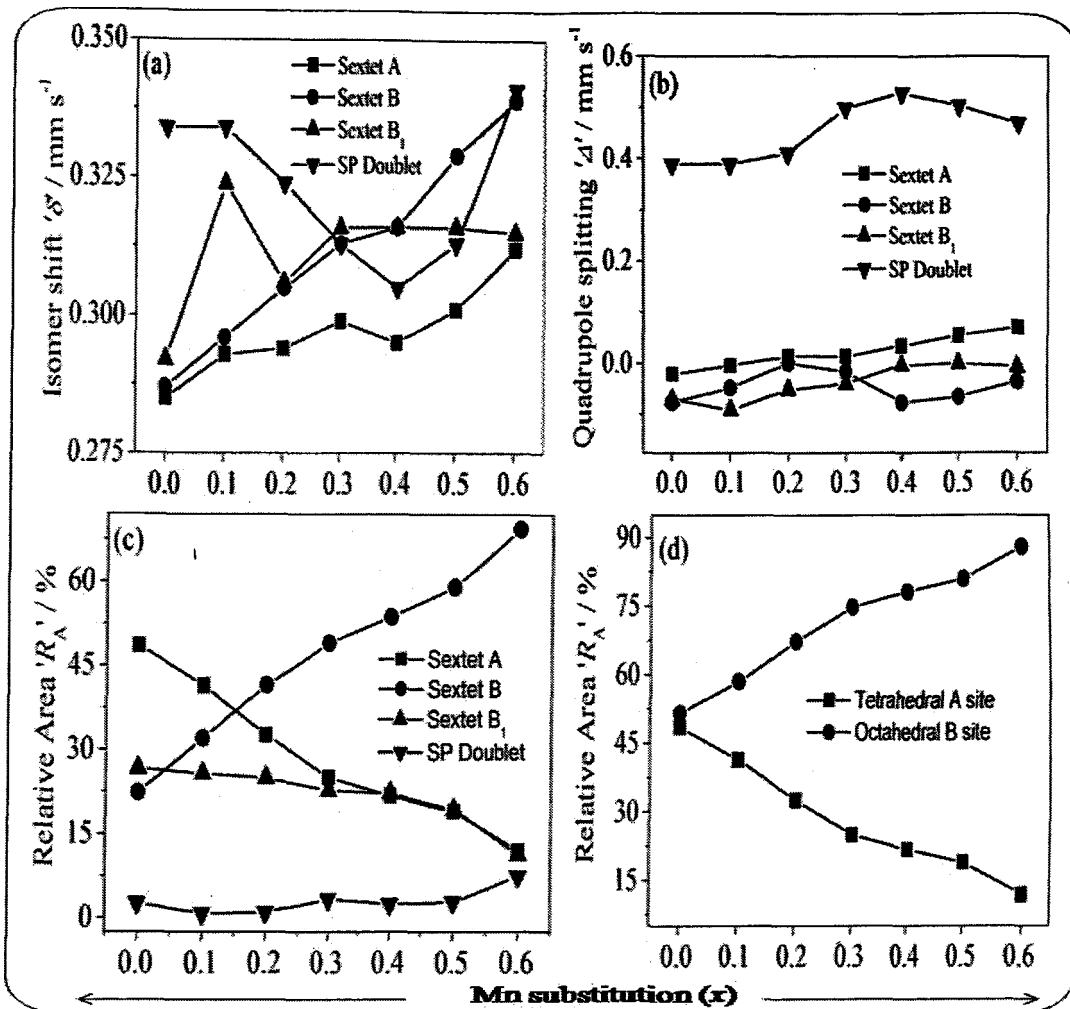 (a)
Isomer shift 'δ' / mm s⁻¹
0.350
0.325
0.300
0.275
Sextet A
Sextet B
Sextet B₁
SP Doublet
0.0 0.1 0.2 0.3 0.4 0.5 0.6
(b)
Quadrupole splitting 'Δ' / mm s⁻¹
0.6
0.4
0.2
0.0
Sextet A
Sextet B
Sextet B₁
SP Doublet
0.0 0.1 0.2 0.3 0.4 0.5 0.6
(c)
Relative Area 'R_A' / %
60
45
30
15
0
Sextet A
Sextet B
Sextet B₁
SP Doublet
0.0 0.1 0.2 0.3 0.4 0.5 0.6
(d)
Relative Area 'R_A' / %
90
75
60
45
30
15
Tetrahedral A site
Octahedral B site
0.0 0.1 0.2 0.3 0.4 0.5 0.6
Mn substitution (x)